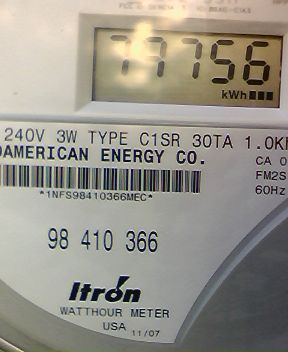 79756
kWh
240V 3W TYPE C1SR 30TA 1.0K
AMERICAN ENERGY CO.
CA 0
*1NFS98410366MEC*
FM2S
60Hz
98 410 366
Itron
WATTHOUR METER
USA 11/07